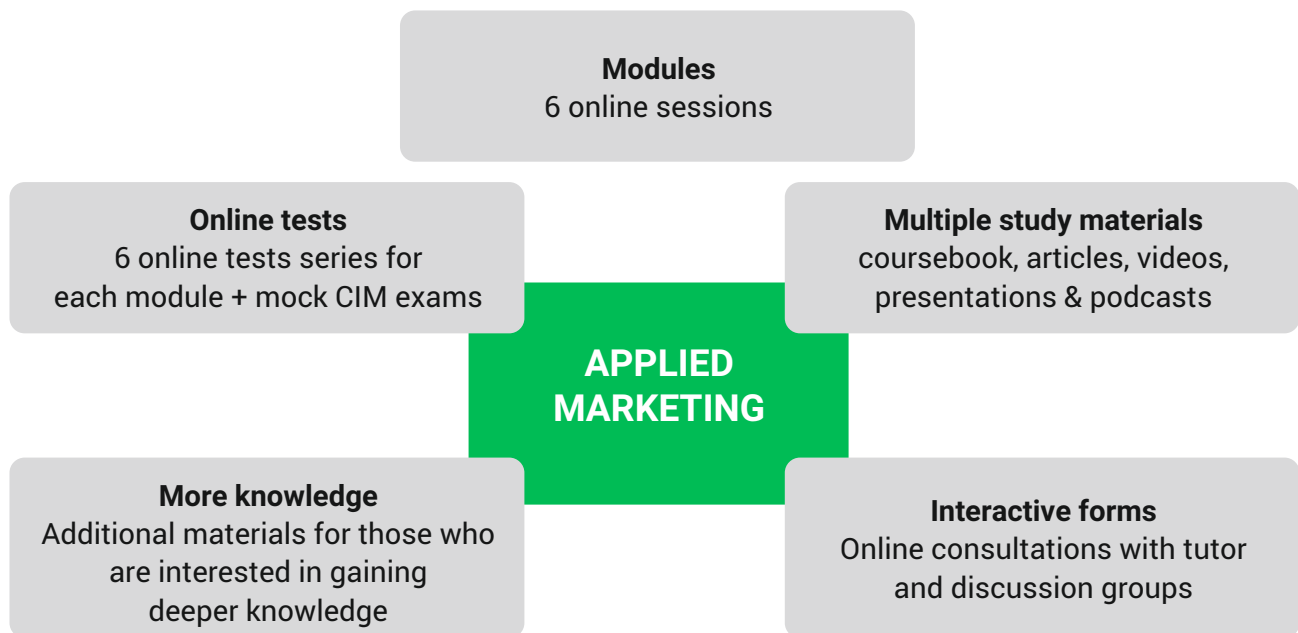 Modules
6 online sessions
Online tests
6 online tests series for
each module + mock CIM exams
Multiple study materials
coursebook, articles, videos,
presentations & podcasts
APPLIED
MARKETING
More knowledge
Additional materials for those who
are interested in gaining
deeper knowledge
Interactive forms
Online consultations with tutor
and discussion groups